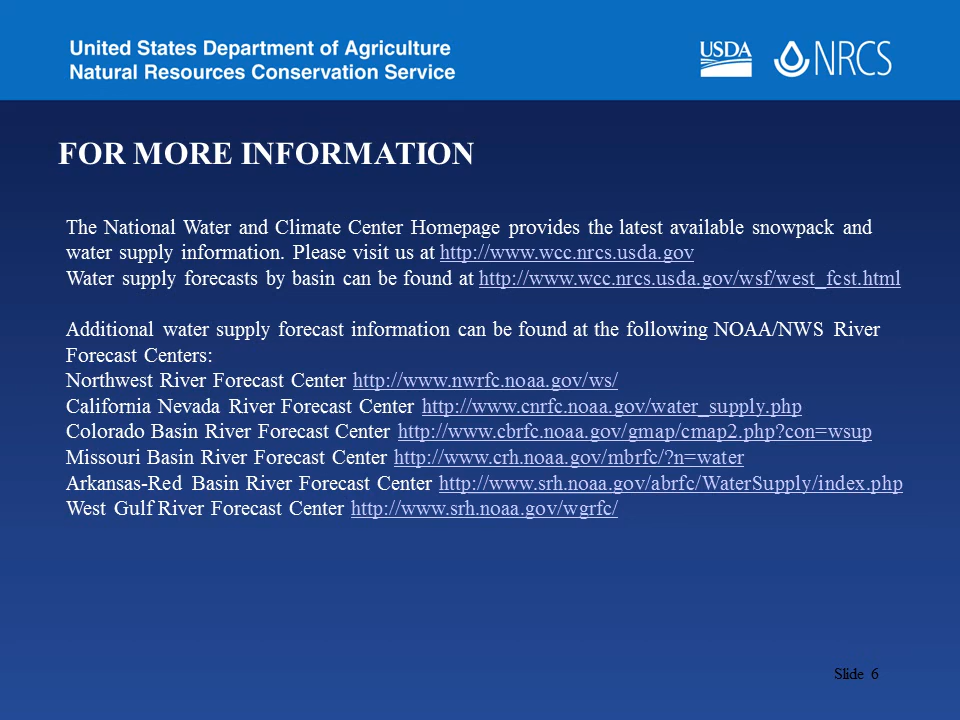 United States Department of Agriculture
Natural Resources Conservation Service
USDA NRCS
FOR MORE INFORMATION
The National Water and Climate Center Homepage provides the latest available snowpack and
water supply information. Please visit us at http://www.wcc.nrcs.usda.gov
Water supply forecasts by basin can be found at http://www.wcc.nrcs.usda.gov/wsf/west_fcst.html
Additional water supply forecast information can be found at the following NOAA/NWS River
Forecast Centers:
Northwest River Forecast Center http://www.nwrfc.noaa.gov/ws/
California Nevada River Forecast Center http://www.cnrfc.noaa.gov/water_supply.php
Colorado Basin River Forecast Center http://www.cbrfc.noaa.gov/gmap/cmap2.php?con=wsup
Missouri Basin River Forecast Center http://www.crh.noaa.gov/mbrfc/?n=water
Arkansas-Red Basin River Forecast Center http://www.srh.noaa.gov/abrfc/WaterSupply/index.php
West Gulf River Forecast Center http://www.srh.noaa.gov/wgrfc/
Slide 6